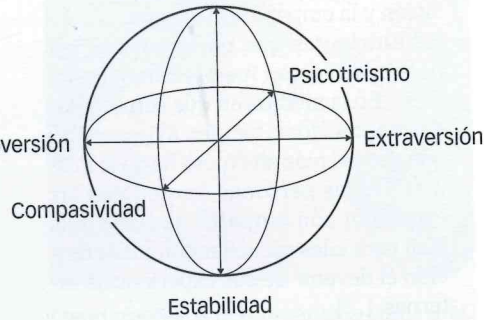 Psicoticismo
versión
Extraversión
Compasividad
Estabilidad